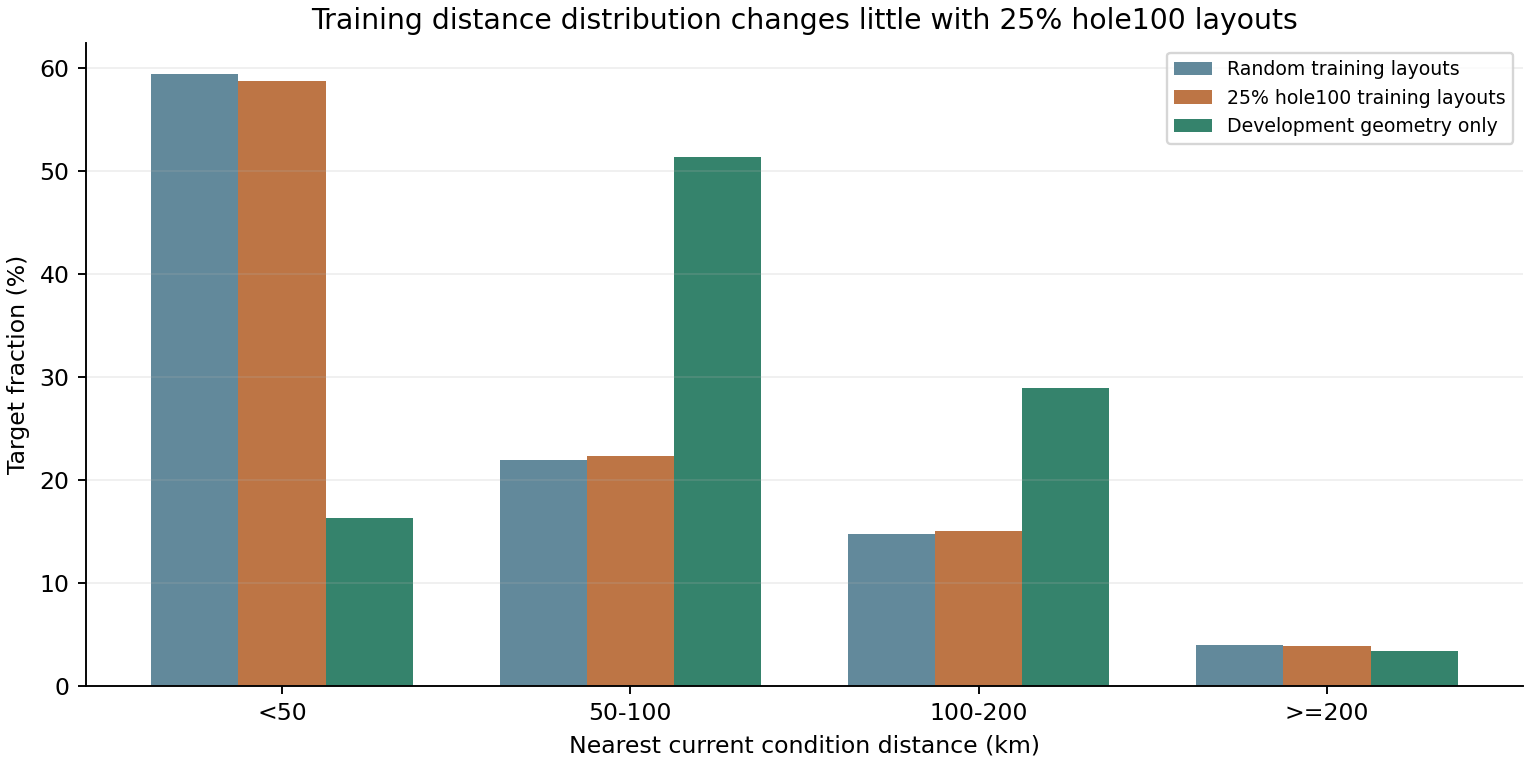 Training distance distribution changes little with 25% hole100 layouts
Random training layouts
25% hole100 training layouts
Development geometry only
Target fraction (%)
60
50
40
30
20
10
0
<50
50-100
100-200
>=200
Nearest current condition distance (km)